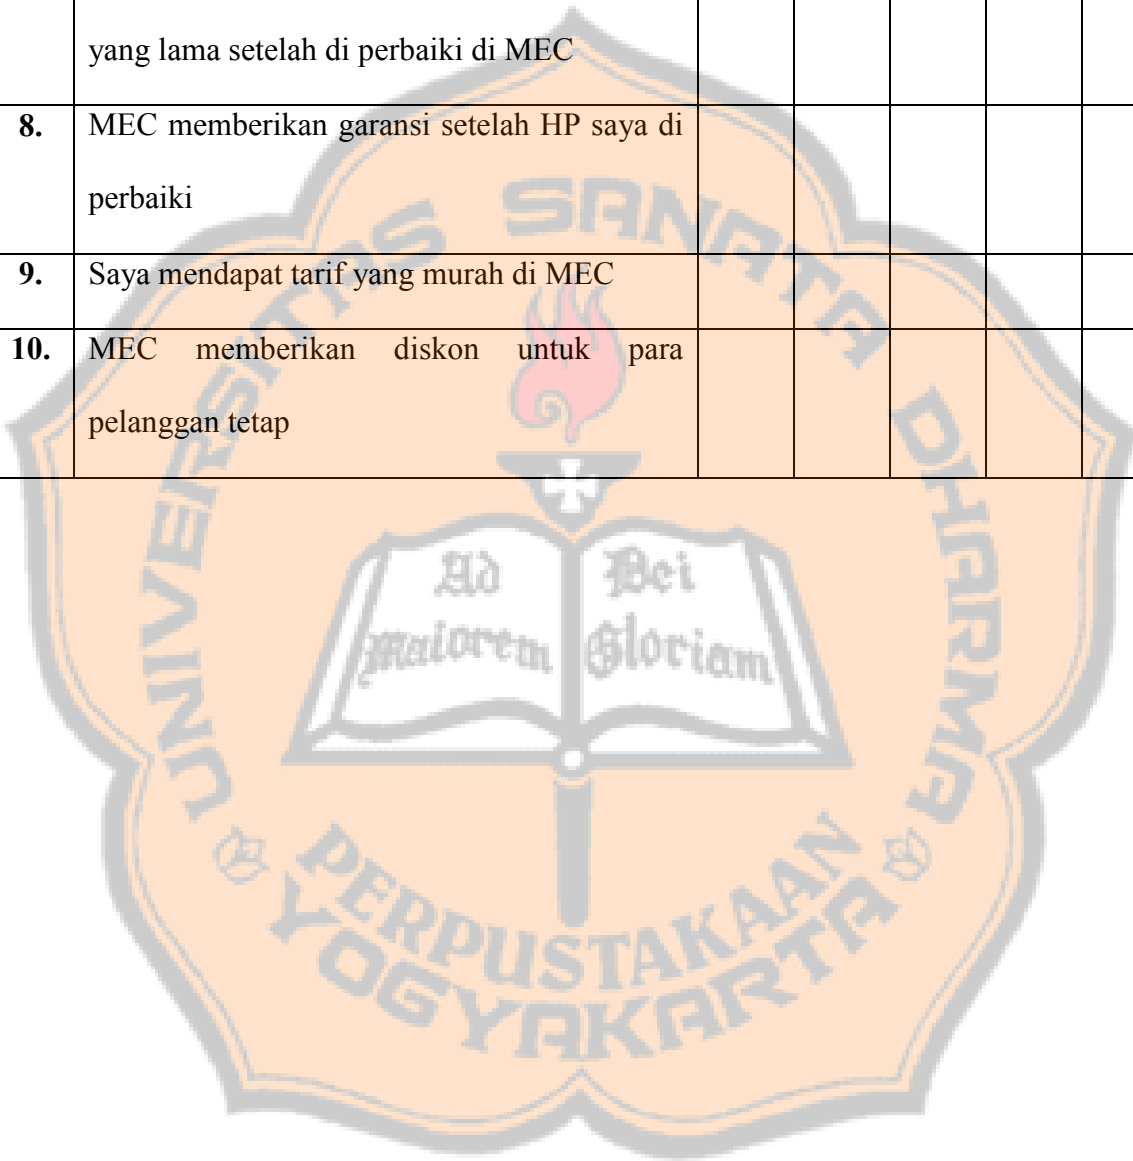 yang lama setelah di perbaiki di MEC
8. MEC memberikan garansi setelah HP saya di
perbaiki
9. Saya mendapat tarif yang murah di MEC
10. MEC memberikan diskon untuk para
pelanggan tetap
UNIVERSITAS SANATA DHARMA
Ad Dei
Maiorem Gloriam
PERPUSTAKAAN
YOGYAKARTA